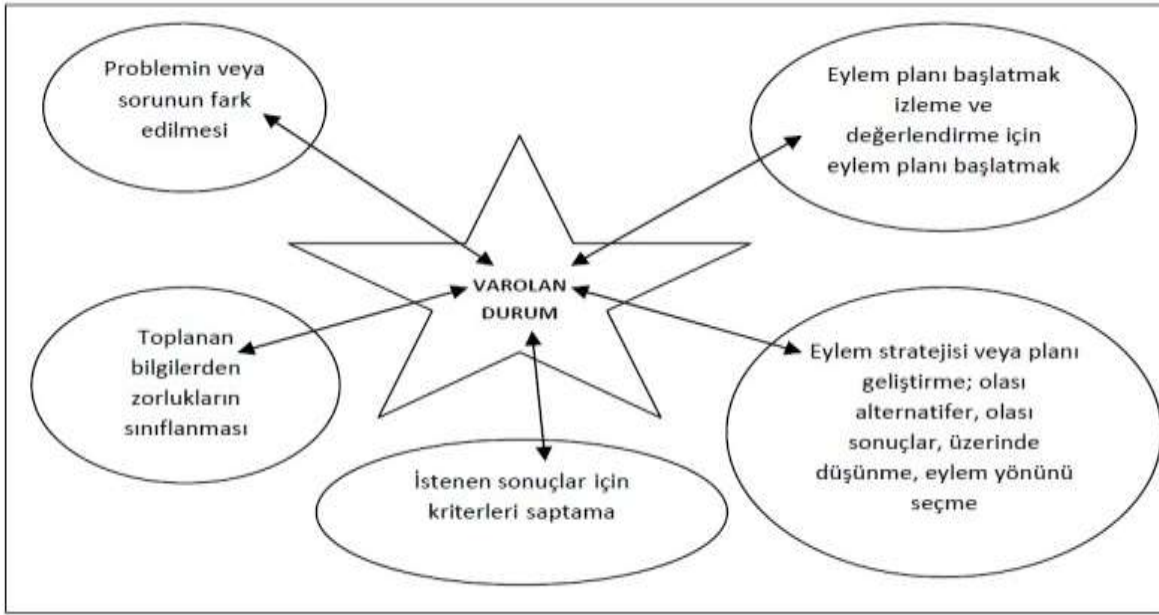 Problemin veya
sorunun fark
edilmesi
Eylem planı başlatmak
izleme ve
değerlendirme için
eylem planı başlatmak
VAROLAN
DURUM
Toplanan
bilgilerden
zorlukların
sınıflanması
İstenen sonuçlar için
kriterleri saptama
Eylem stratejisi veya planı
geliştirme; olası
alternatifer, olası
sonuçlar, üzerinde
düşünme, eylem yönünü
seçme